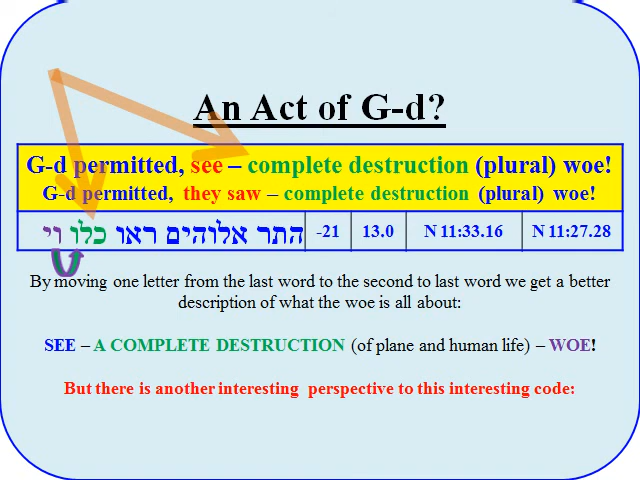 An Act of G-d?
G-d permitted, see – complete destruction (plural) woe!
G-d permitted, they saw – complete destruction (plural) woe!
התר אלוהים ראו כלו וי -21 13.0 N 11:33.16 N 11:27.28
By moving one letter from the last word to the second to last word we get a better
description of what the woe is all about:
SEE – A COMPLETE DESTRUCTION (of plane and human life) – WOE!
But there is another interesting perspective to this interesting code: